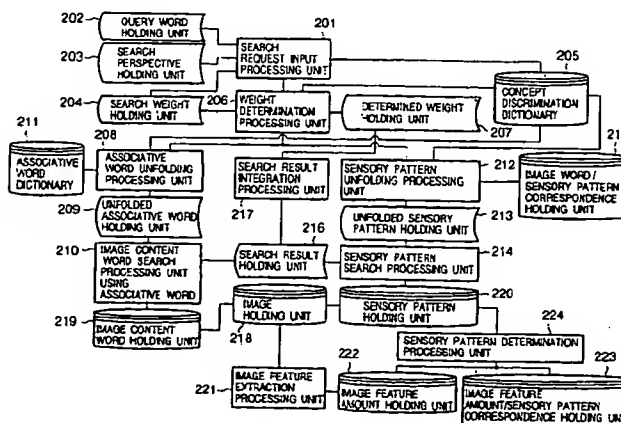 202
QUERY WORD
HOLDING UNIT
203
SEARCH
PERSPECTIVE
HOLDING UNIT
201
SEARCH
REQUEST INPUT
PROCESSING UNIT
205
CONCEPT
DISCRIMINATION
DICTIONARY
204
SEARCH WEIGHT
HOLDING UNIT
206
WEIGHT
DETERMINATION
PROCESSING UNIT
DETERMINED WEIGHT
HOLDING UNIT
207
211
ASSOCIATIVE
WORD DICTIONARY
208
ASSOCIATIVE
WORD UNFOLDING
PROCESSING UNIT
SEARCH RESULT
INTEGRATION
PROCESSING UNIT
217
SENSORY PATTERN
UNFOLDING PROCESSING
UNIT
212
21
IMAGE WORD/
SENSORY PATTERN
CORRESPONDENCE
HOLDING UNIT
209
UNFOLDED
ASSOCIATIVE WORD
HOLDING UNIT
UNFOLDED SENSORY
PATTERN HOLDING UNIT
213
210
IMAGE CONTENT
WORD SEARCH
PROCESSING UNIT
USING
ASSOCIATIVE WORD
216
SEARCH RESULT
HOLDING UNIT
SENSORY PATTERN
SEARCH PROCESSING UNIT
214
219
IMAGE CONTENT
WORD HOLDING UNIT
IMAGE
HOLDING UNIT
218
SENSORY PATTERN
HOLDING UNIT
220
224
SENSORY PATTERN DETERMINATION
PROCESSING UNIT
221
IMAGE FEATURE
EXTRACTION
PROCESSING UNIT
222
IMAGE FEATURE
AMOUNT HOLDING UNIT
223
IMAGE FEATURE
AMOUNT/SENSORY PATTERN
CORRESPONDENCE HOLDING UNI